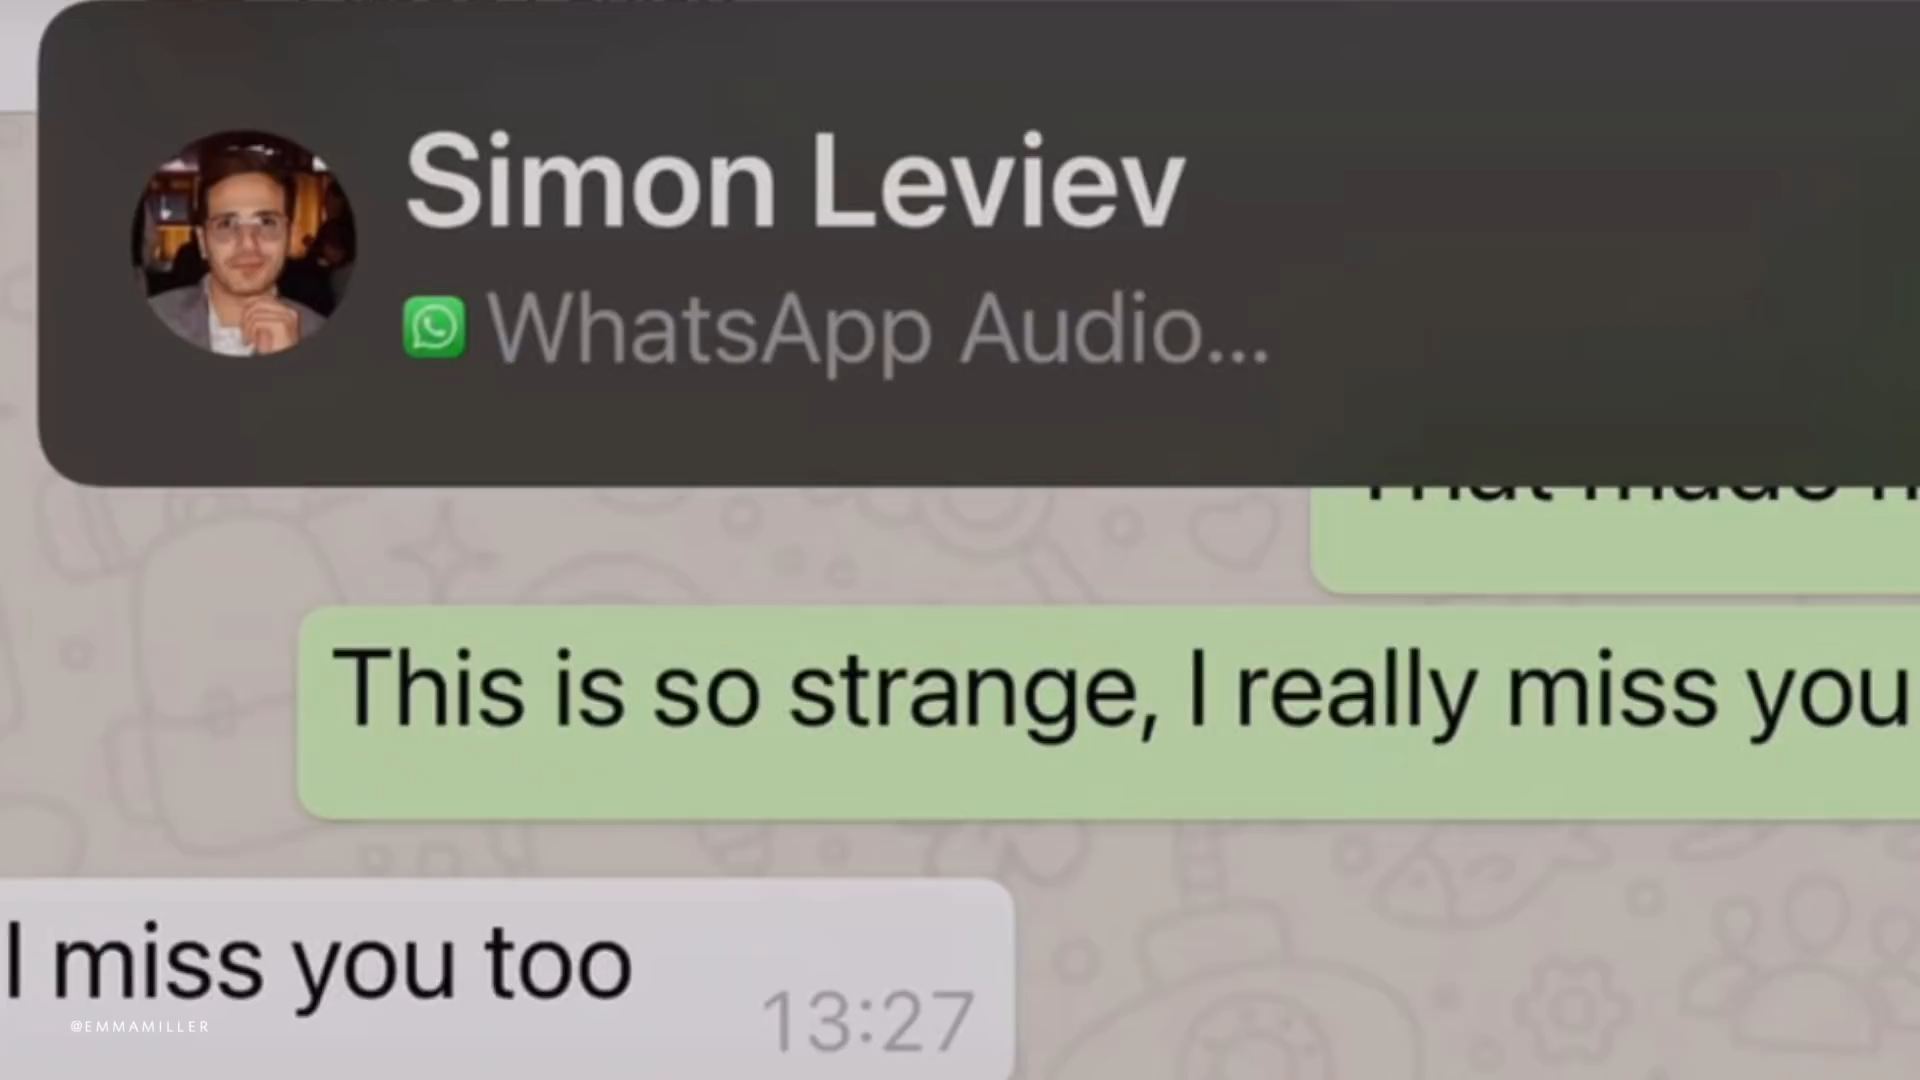 Simon Leviev
WhatsApp Audio...
This is so strange, I really miss you
I miss you too
13:27
@EMMAMILLER